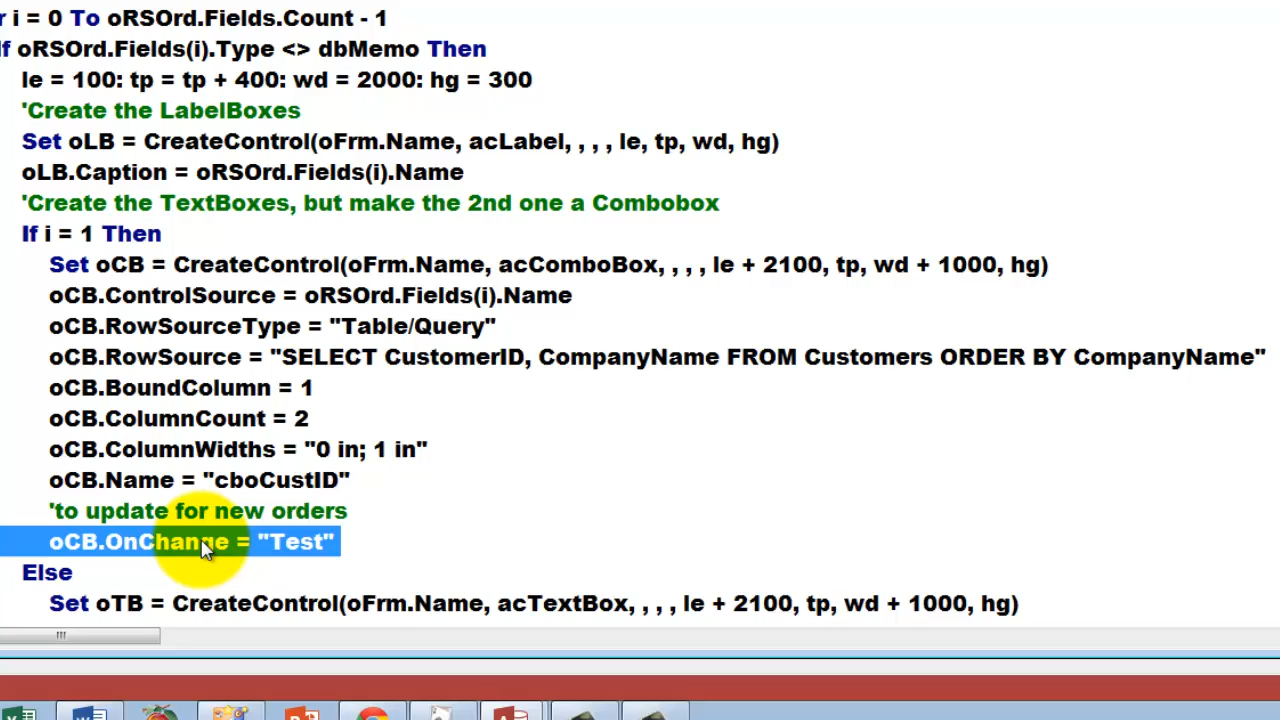 r i = 0 To oRSOrd.Fields.Count - 1
If oRSOrd.Fields(i).Type <> dbMemo Then
le = 100: tp = tp + 400: wd = 2000: hg = 300
'Create the LabelBoxes
Set oLB = CreateControl(oFrm.Name, acLabel, , , , le, tp, wd, hg)
oLB.Caption = oRSOrd.Fields(i).Name
'Create the TextBoxes, but make the 2nd one a Combobox
If i = 1 Then
Set oCB = CreateControl(oFrm.Name, acComboBox, , , , le + 2100, tp, wd + 1000, hg)
oCB.ControlSource = oRSOrd.Fields(i).Name
oCB.RowSourceType = "Table/Query"
oCB.RowSource = "SELECT CustomerID, CompanyName FROM Customers ORDER BY CompanyName"
oCB.BoundColumn = 1
oCB.ColumnCount = 2
oCB.ColumnWidths = "0 in; 1 in"
oCB.Name = "cboCustID"
'to update for new orders
oCB.OnChange = "Test"
Else
Set oTB = CreateControl(oFrm.Name, acTextBox, , , , le + 2100, tp, wd + 1000, hg)